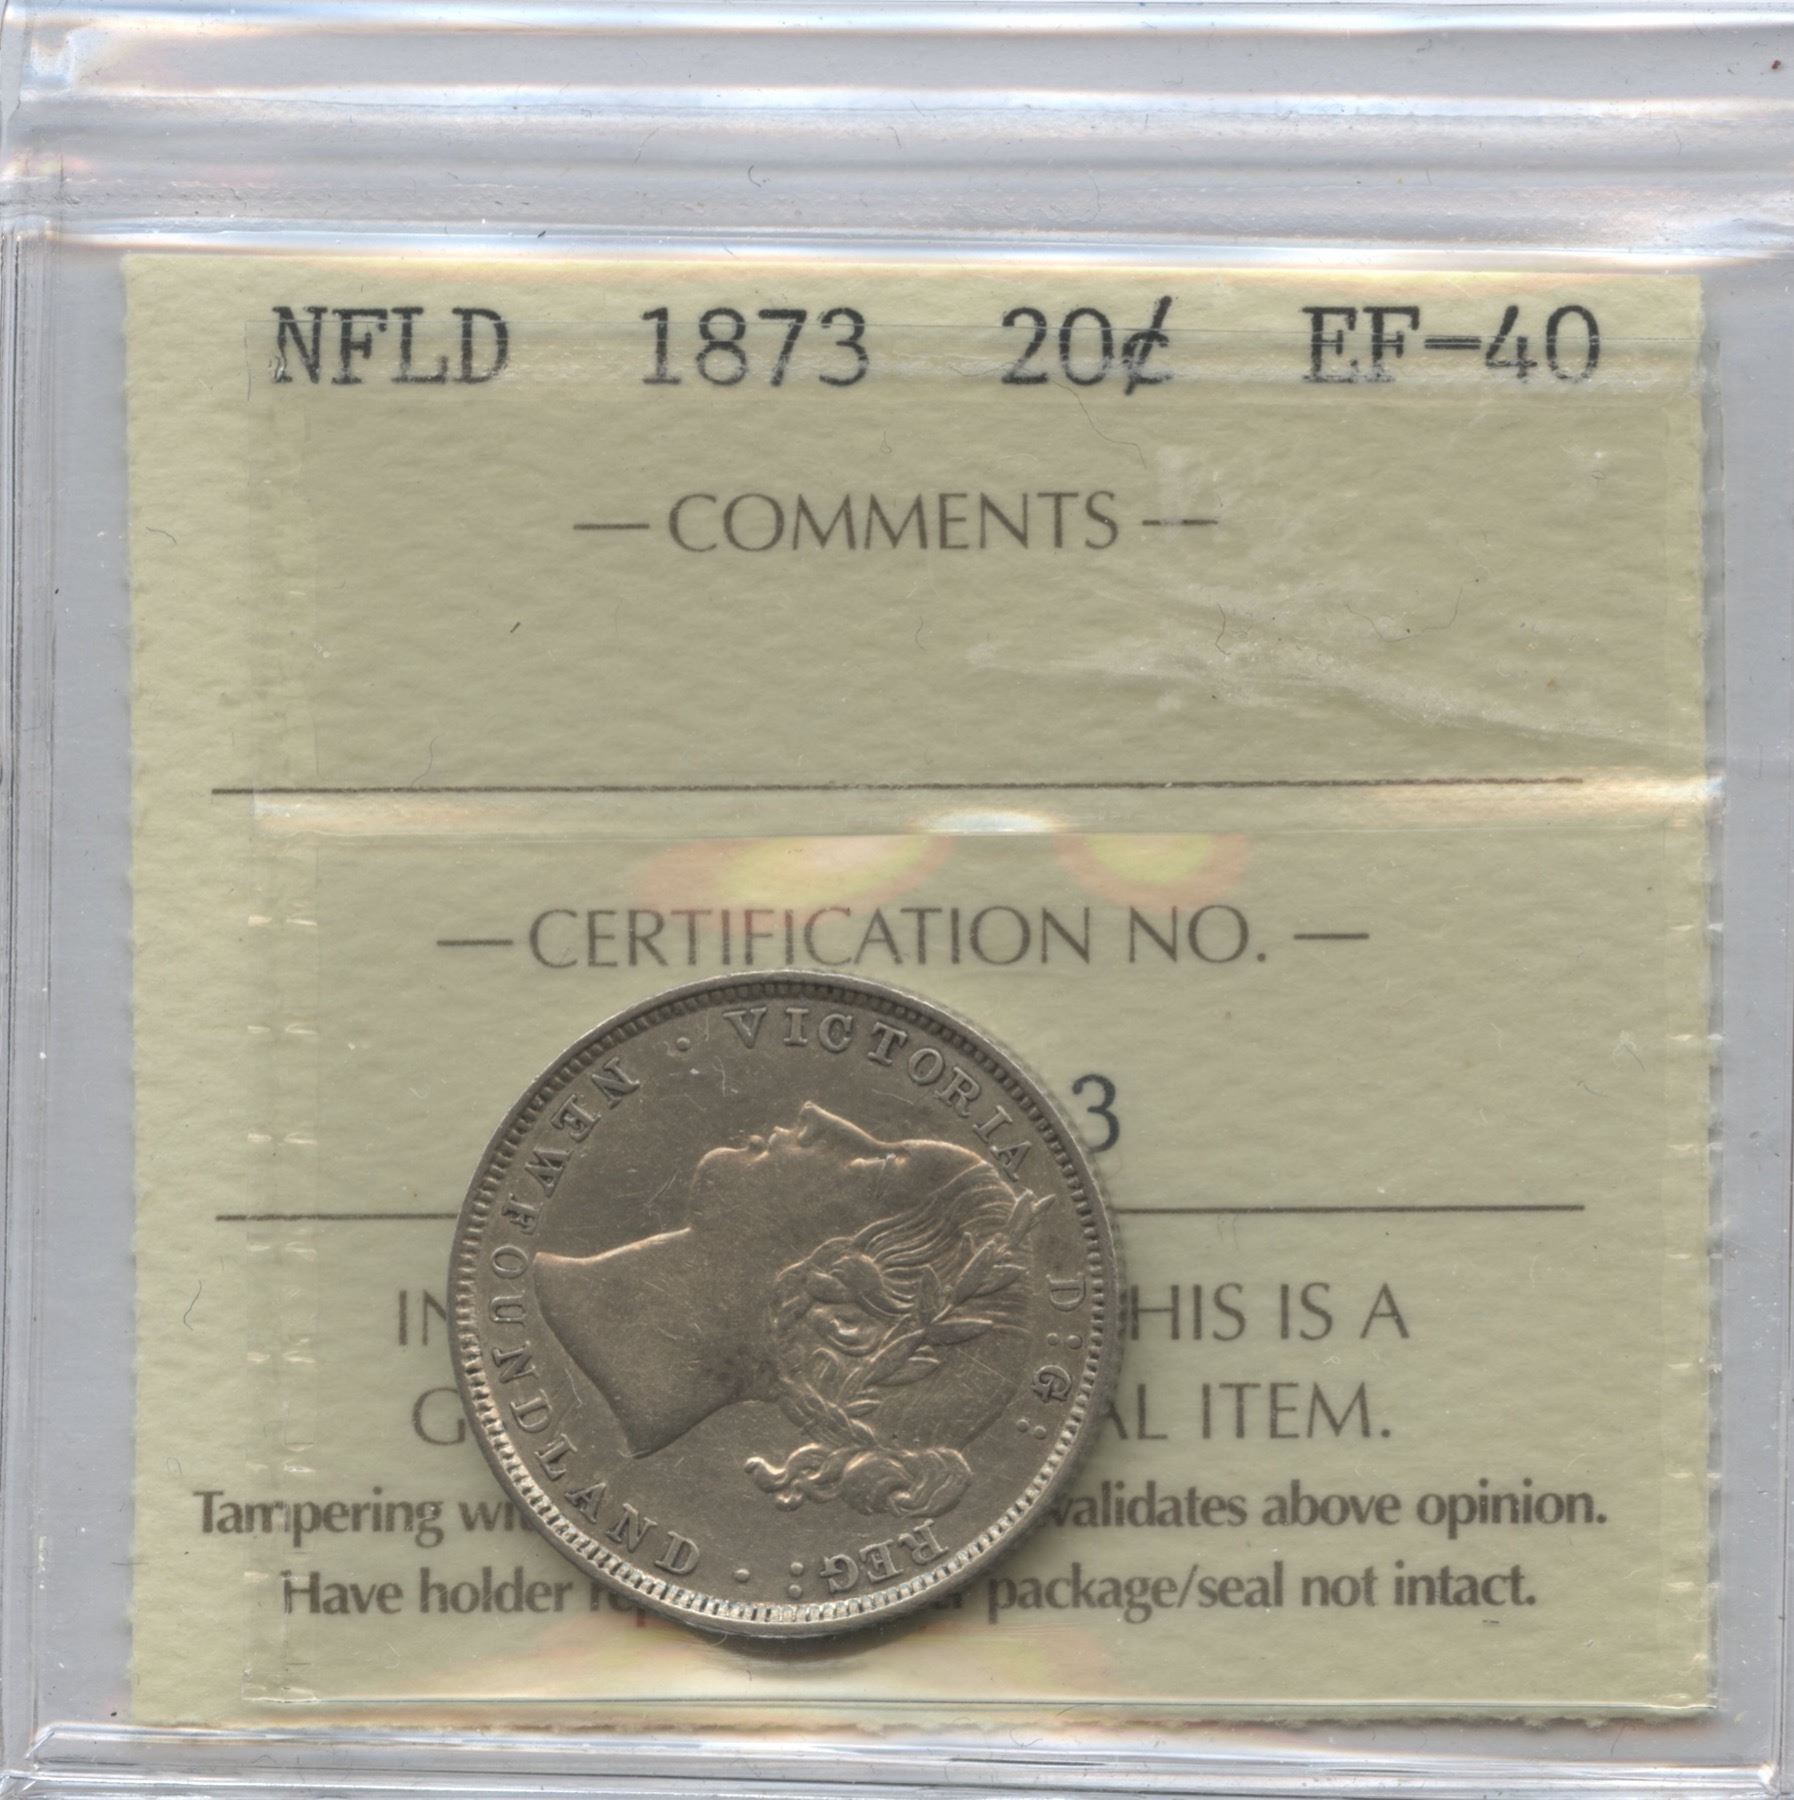 NFLD 1873 20¢ EF-40
— COMMENTS —
— CERTIFICATION NO. —
3
HIS IS A
AL ITEM.
Tampering validates above opinion.
Have holder package/seal not intact.
VICTORIA D: G: REG:
NEWFOUNDLAND